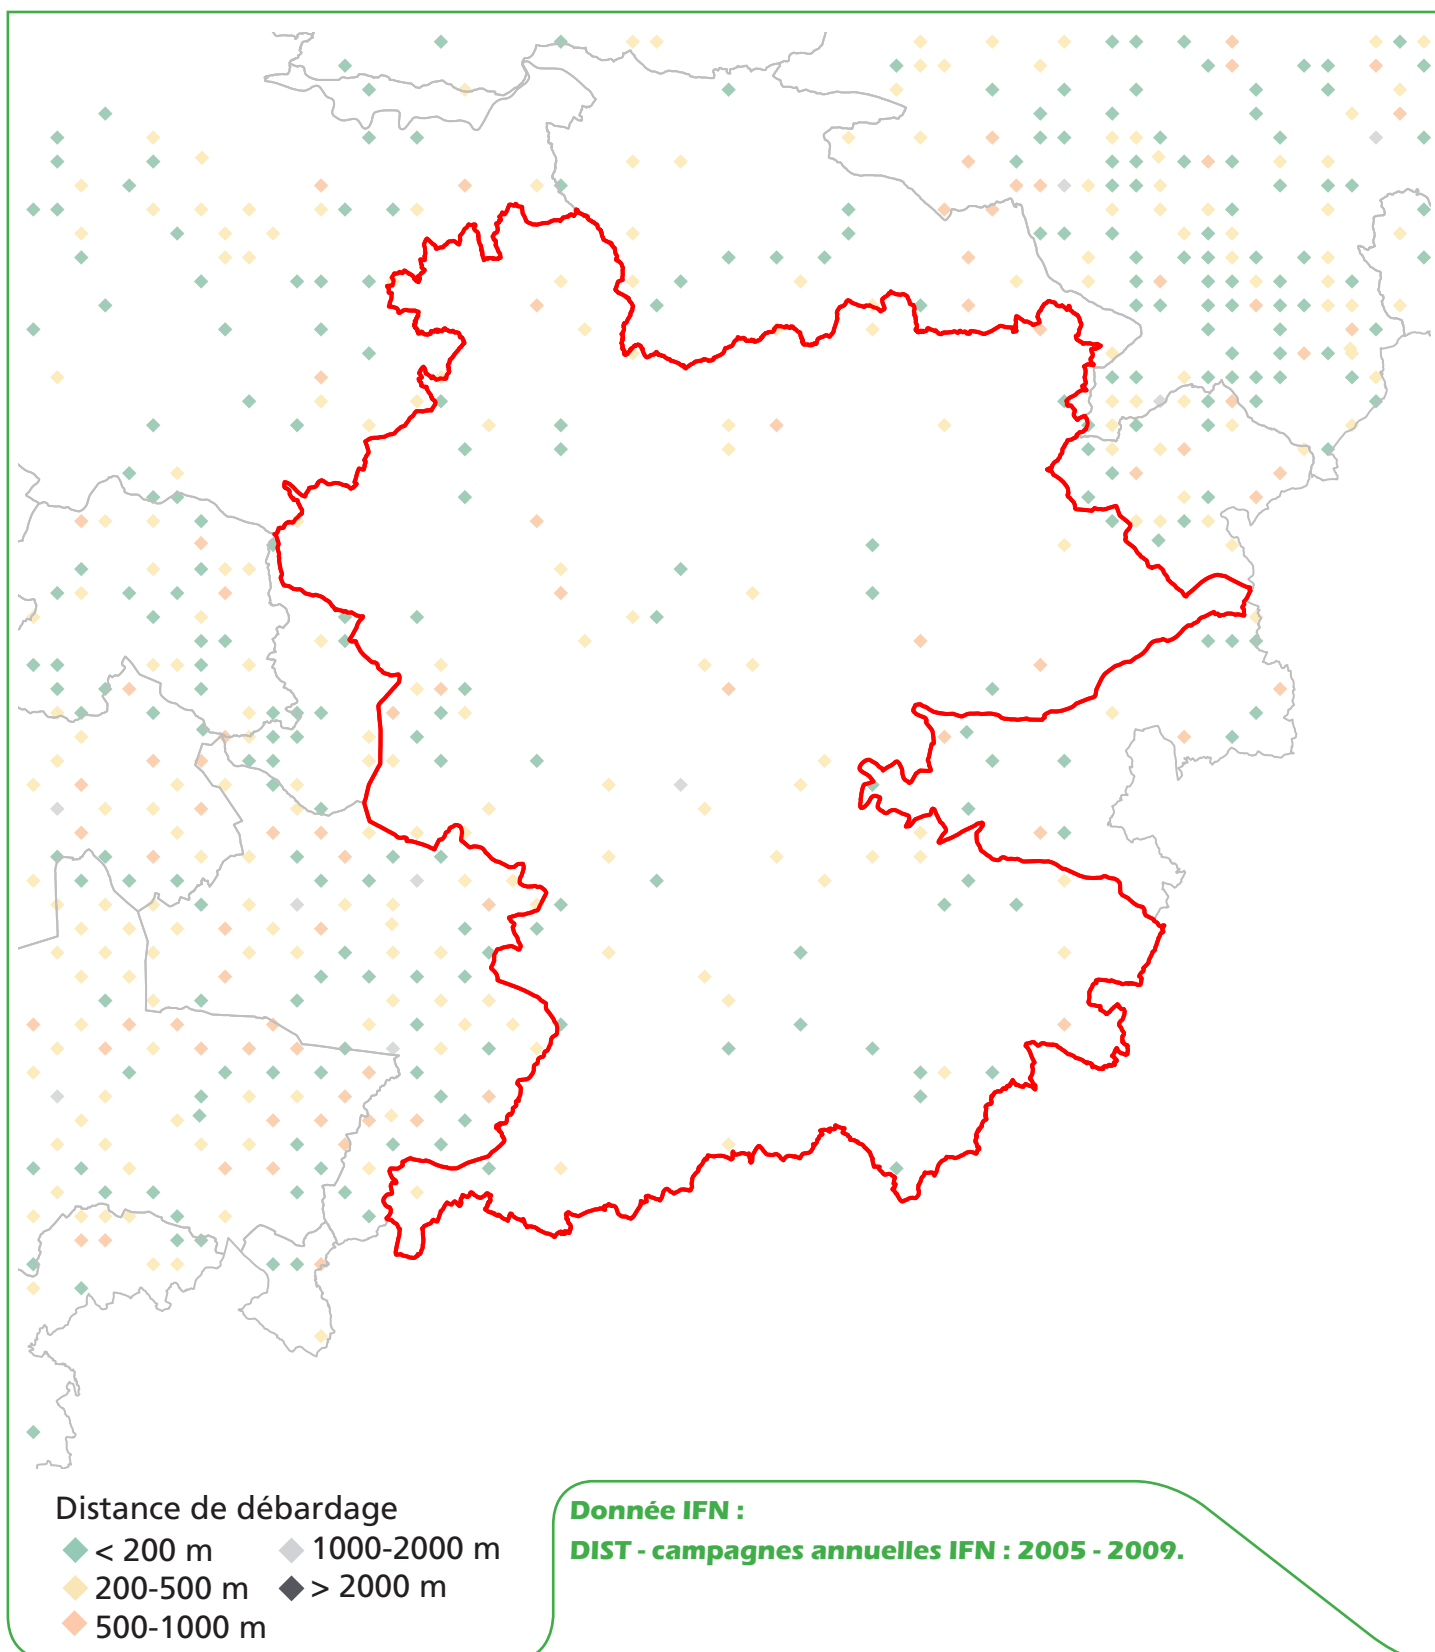 Distance de débardage
< 200 m
200-500 m
500-1000 m
1000-2000 m
> 2000 m
Donnée IFN :
DIST - campagnes annuelles IFN : 2005 - 2009.